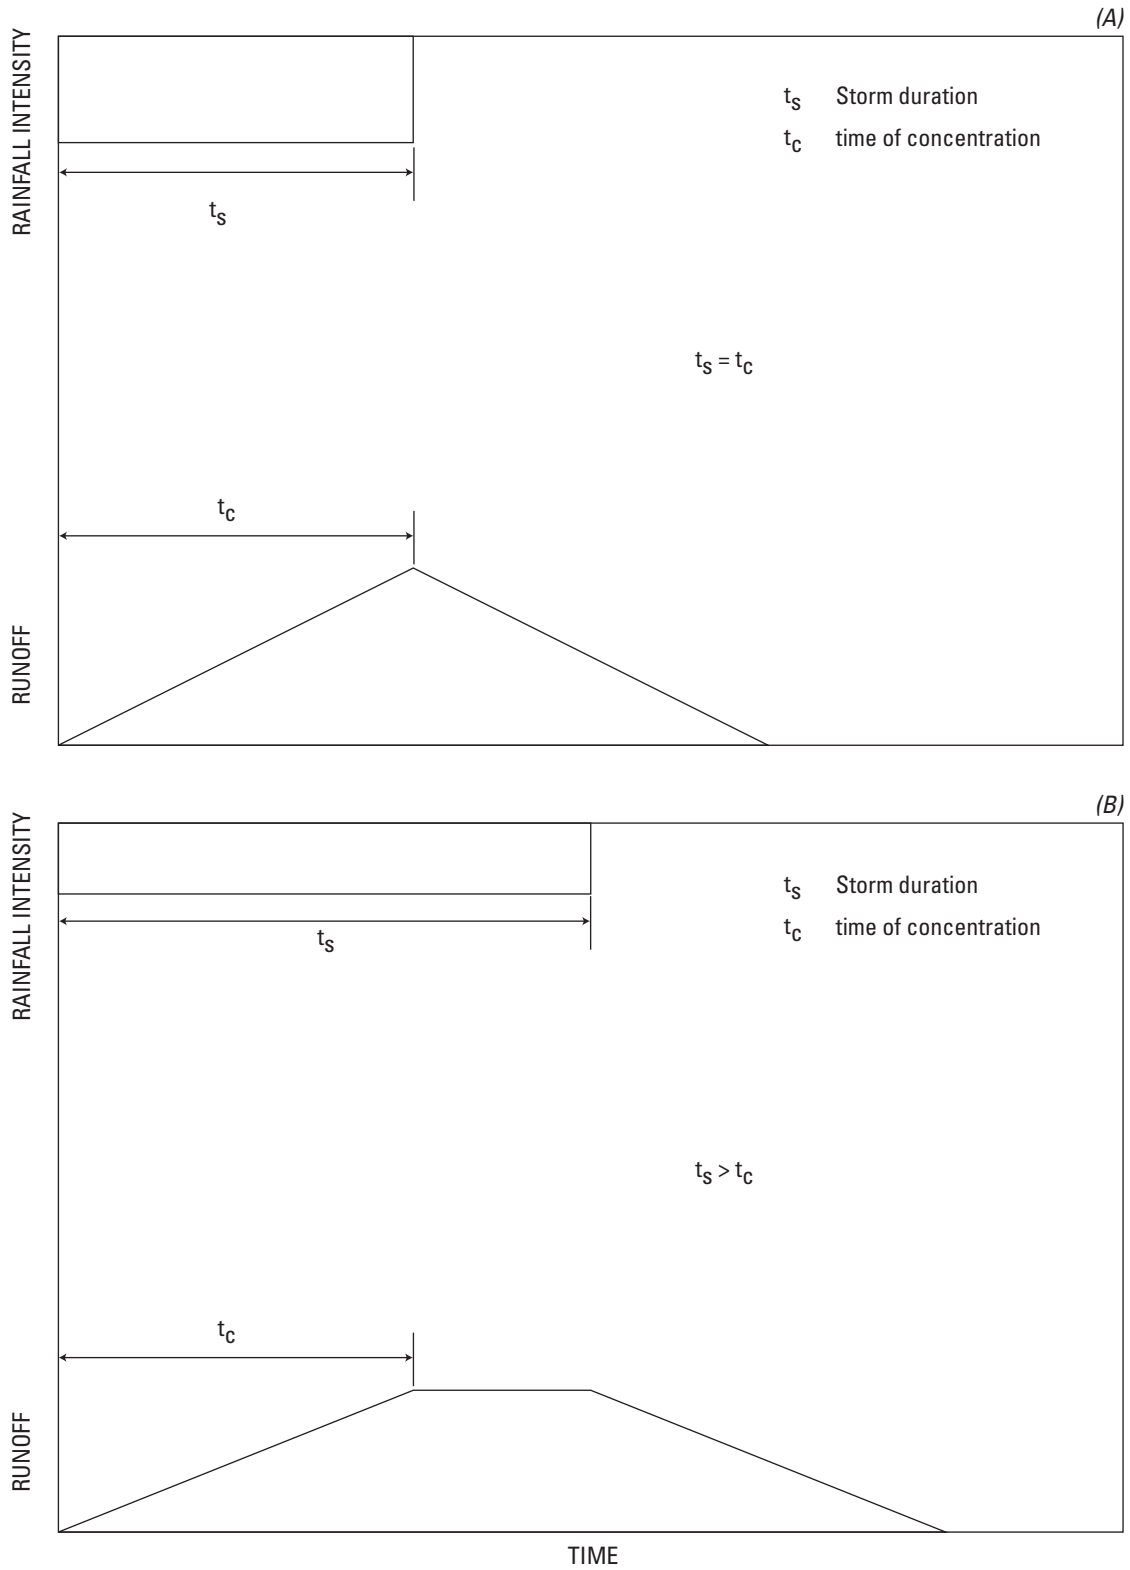 (A)
RAINFALL INTENSITY
tS Storm duration
tC time of concentration
tS
tS = tC
tC
RUNOFF
(B)
RAINFALL INTENSITY
tS Storm duration
tC time of concentration
tS
tS > tC
tC
RUNOFF
TIME